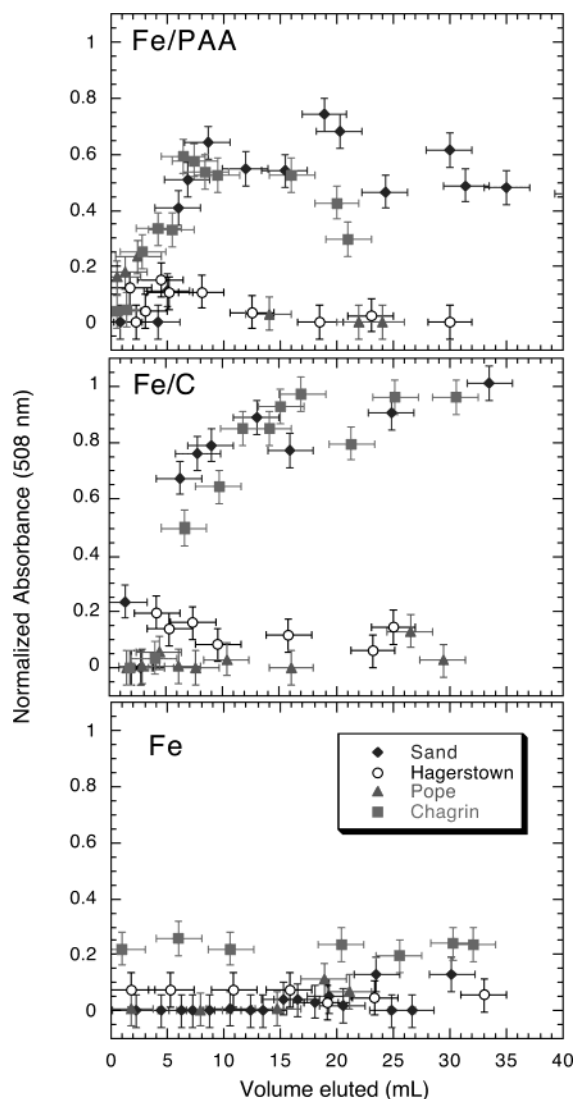 Fe/PAA
1
0.8
0.6
0.4
0.2
0
Fe/C
1
0.8
0.6
0.4
0.2
0
Fe
1
0.8
0.6
0.4
0.2
0
Sand
Hagerstown
Pope
Chagrin
0 5 10 15 20 25 30 35 40
Volume eluted (mL)
Normalized Absorbance (508 nm)